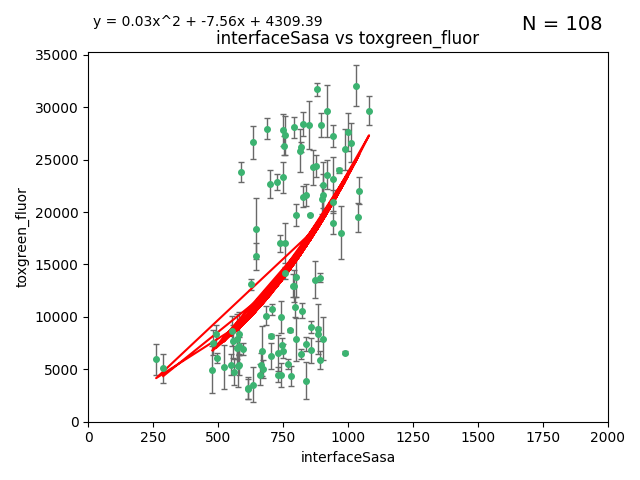 y = 0.03x^2 + -7.56x + 4309.39
N = 108
interfaceSasa vs toxgreen_fluor
35000
30000
25000
20000
15000
10000
5000
0
toxgreen_fluor
0 250 500 750 1000 1250 1500 1750 2000
interfaceSasa